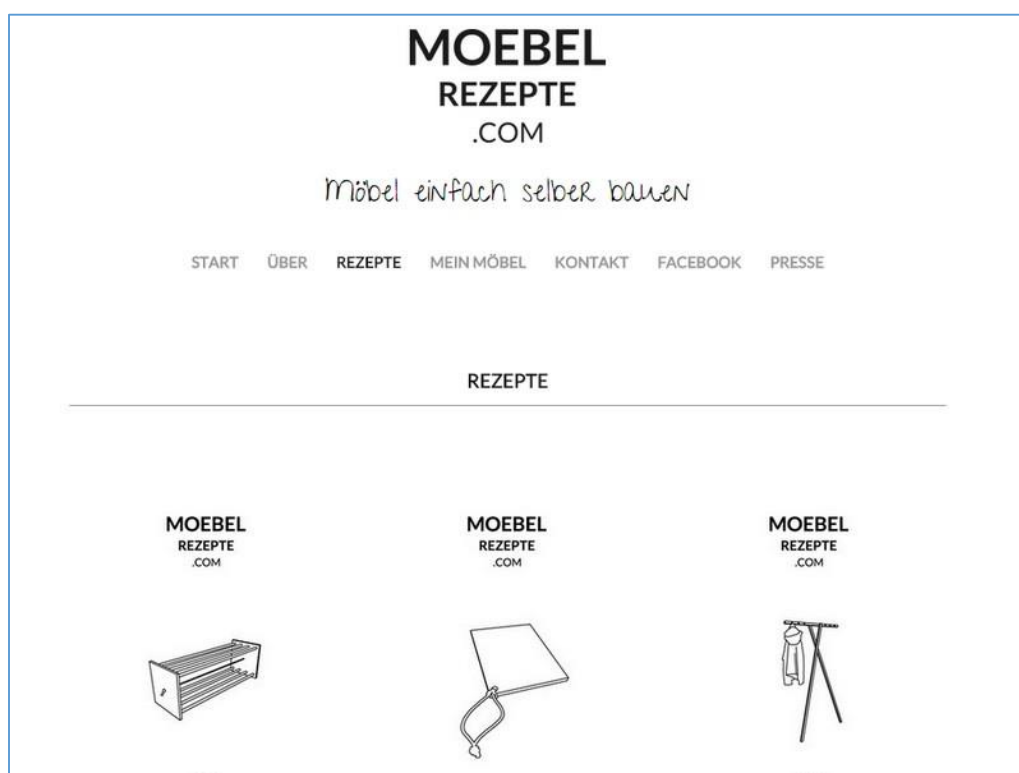 MOEBEL
REZEPTE
.COM
Möbel einfach selber bauen
START ÜBER REZEPTE MEIN MÖBEL KONTAKT FACEBOOK PRESSE
REZEPTE
MOEBEL
REZEPTE
.COM
MOEBEL
REZEPTE
.COM
MOEBEL
REZEPTE
.COM